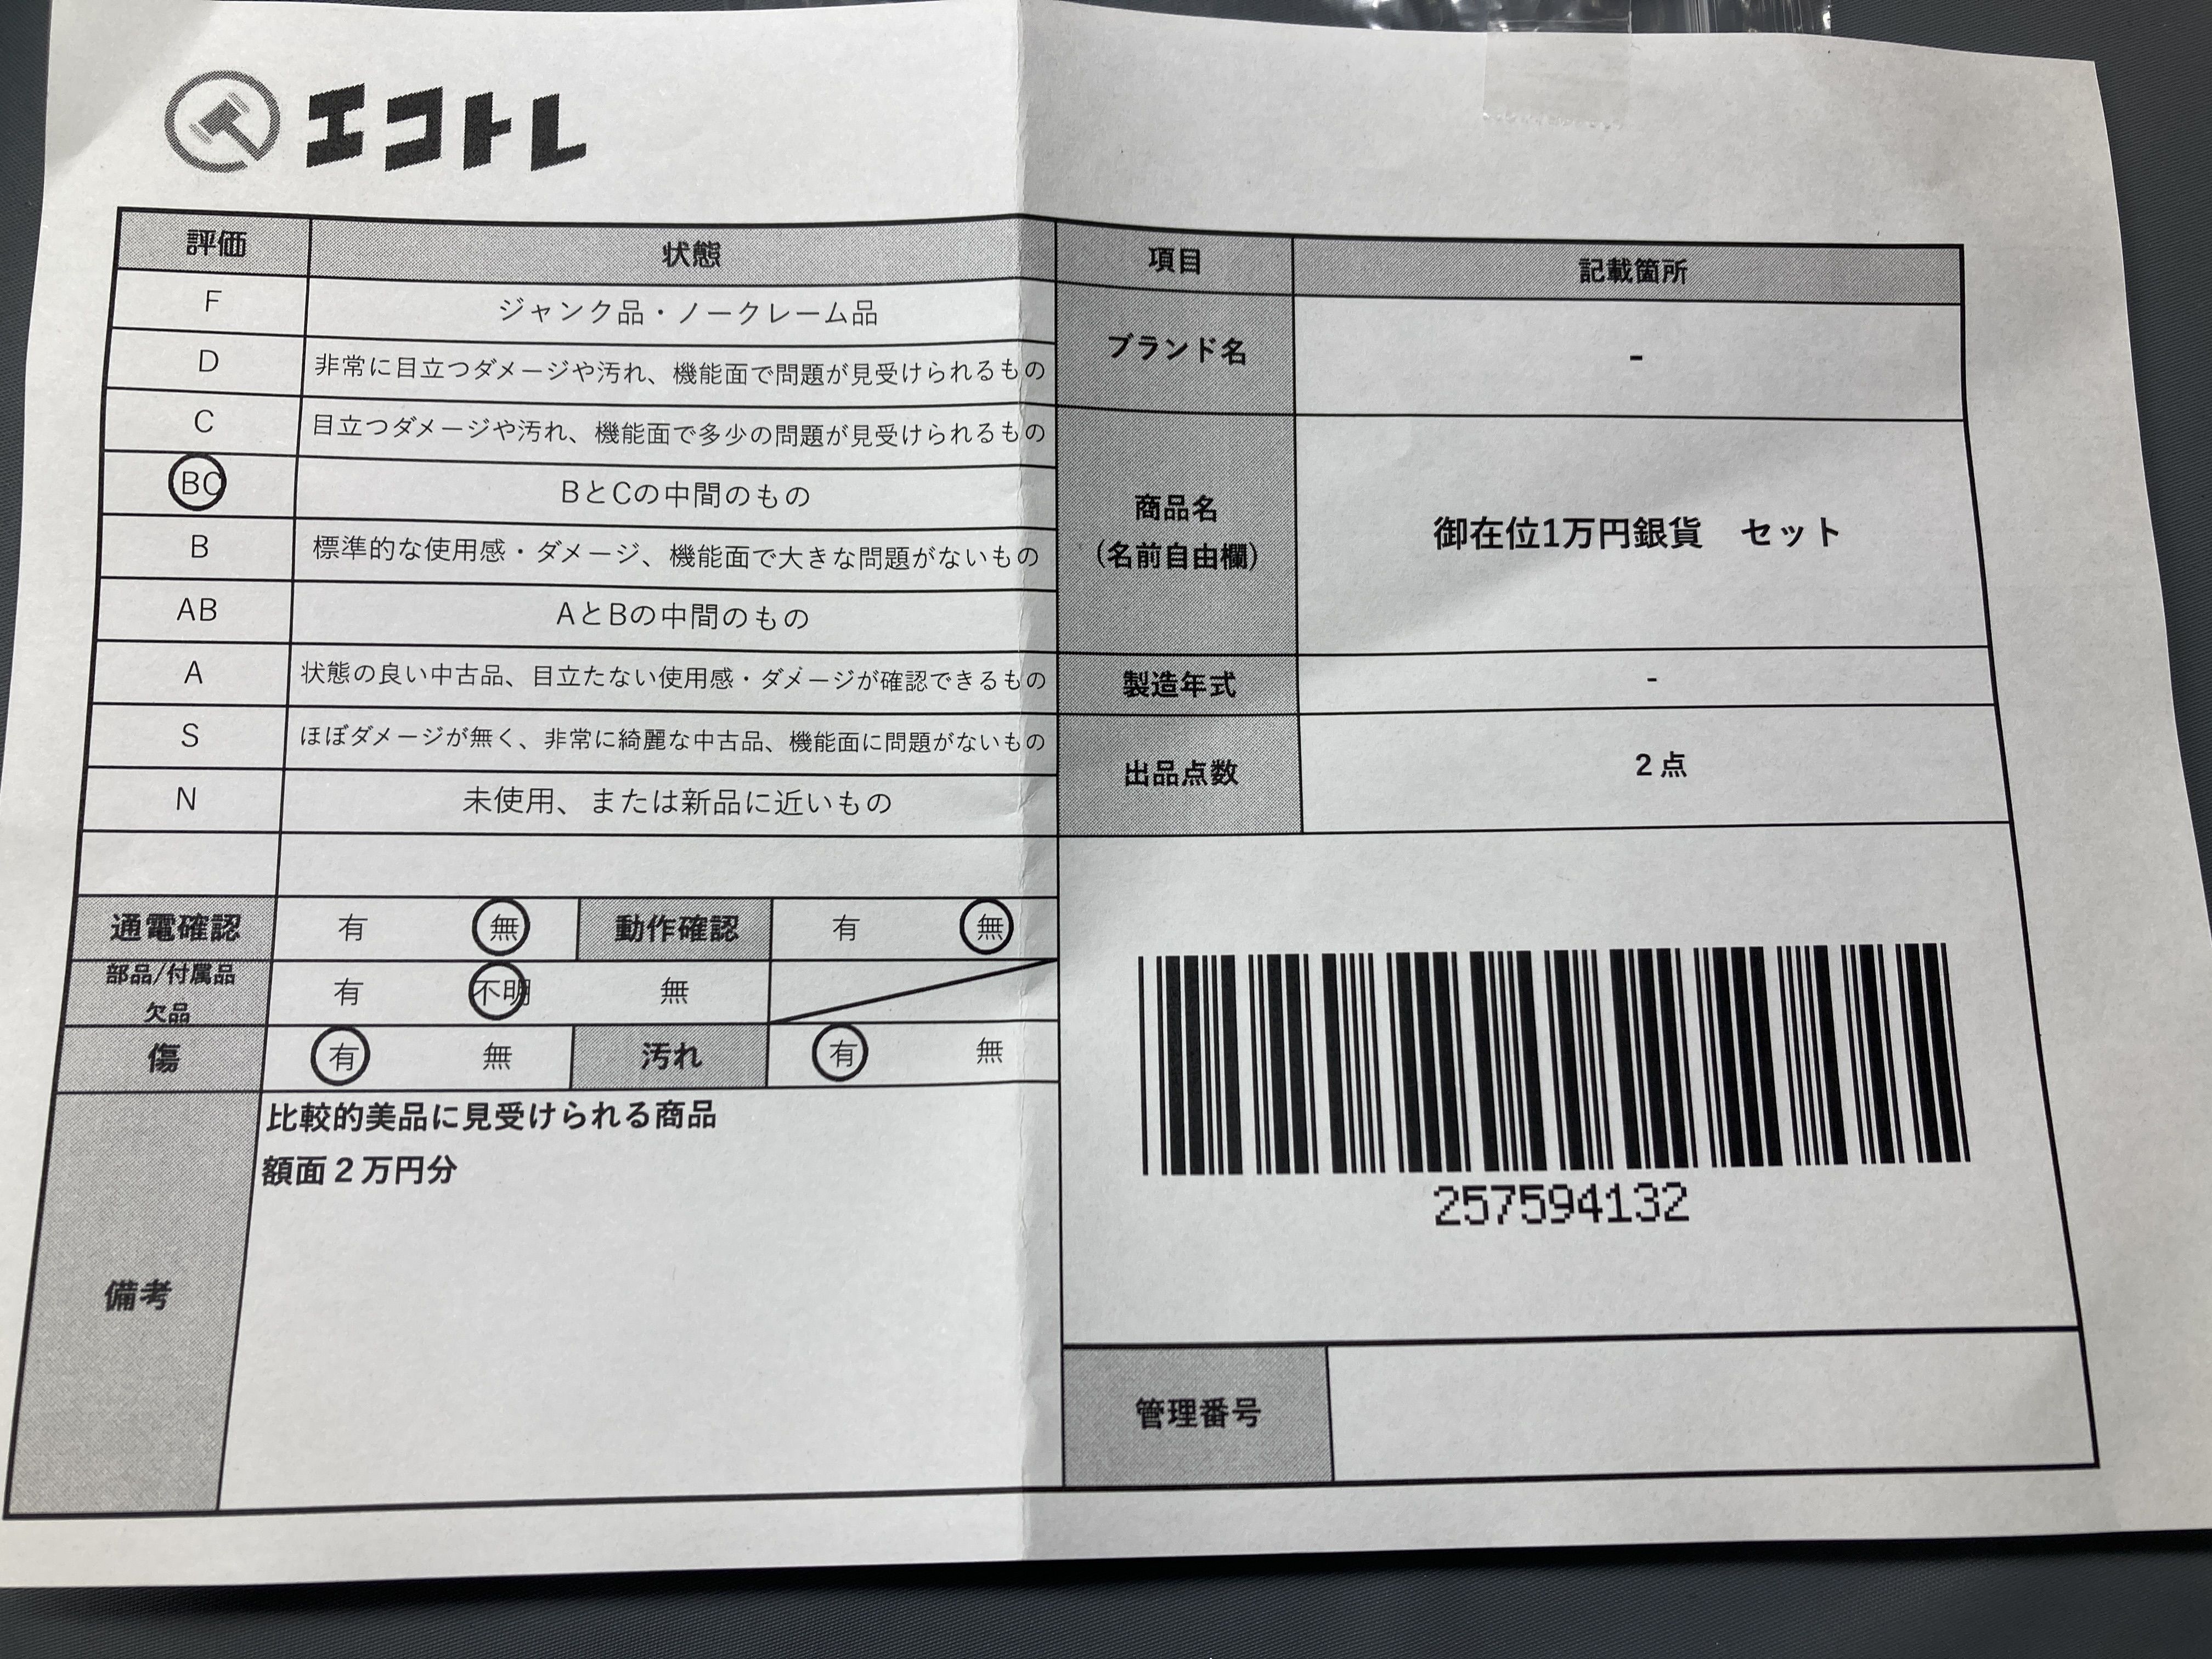 エコトレ
評価 状態
F ジャンク品・ノークレーム品
D 非常に目立つダメージや汚れ、機能面で問題が見受けられるもの
C 目立つダメージや汚れ、機能面で多少の問題が見受けられるもの
BC BとCの中間のもの
B 標準的な使用感・ダメージ、機能面で大きな問題がないもの
AB AとBの中間のもの
A 状態の良い中古品、目立たない使用感・ダメージが確認できるもの
S ほぼダメージが無く、非常に綺麗な中古品、機能面に問題がないもの
N 未使用、または新品に近いもの
通電確認 有 無 動作確認 有 無
部品/付属品
欠品
有 不明 無
傷 有 無 汚れ 有 無
備考
比較的美品に見受けられる商品
額面2万円分
項目 記載箇所
ブランド名 -
商品名
(名前自由欄)
御在位1万円銀貨 セット
製造年式 -
出品点数 2点
257594132
管理番号